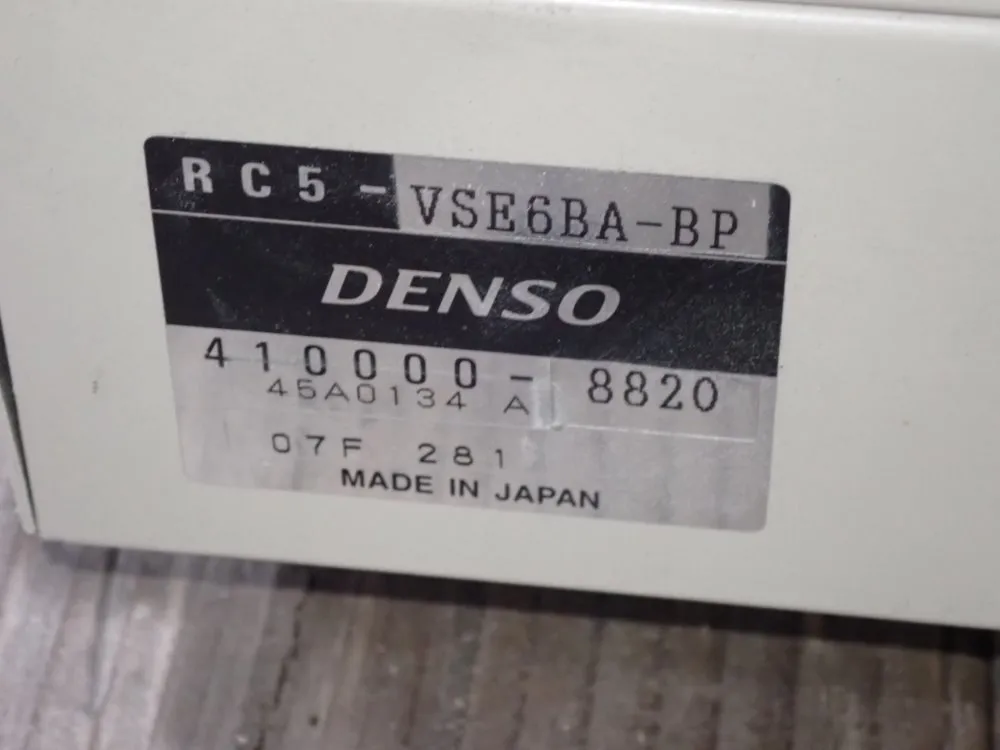 RC5-VSE6BA-BP
DENSO
410000-8820
45A0134 A
07F 281
MADE IN JAPAN